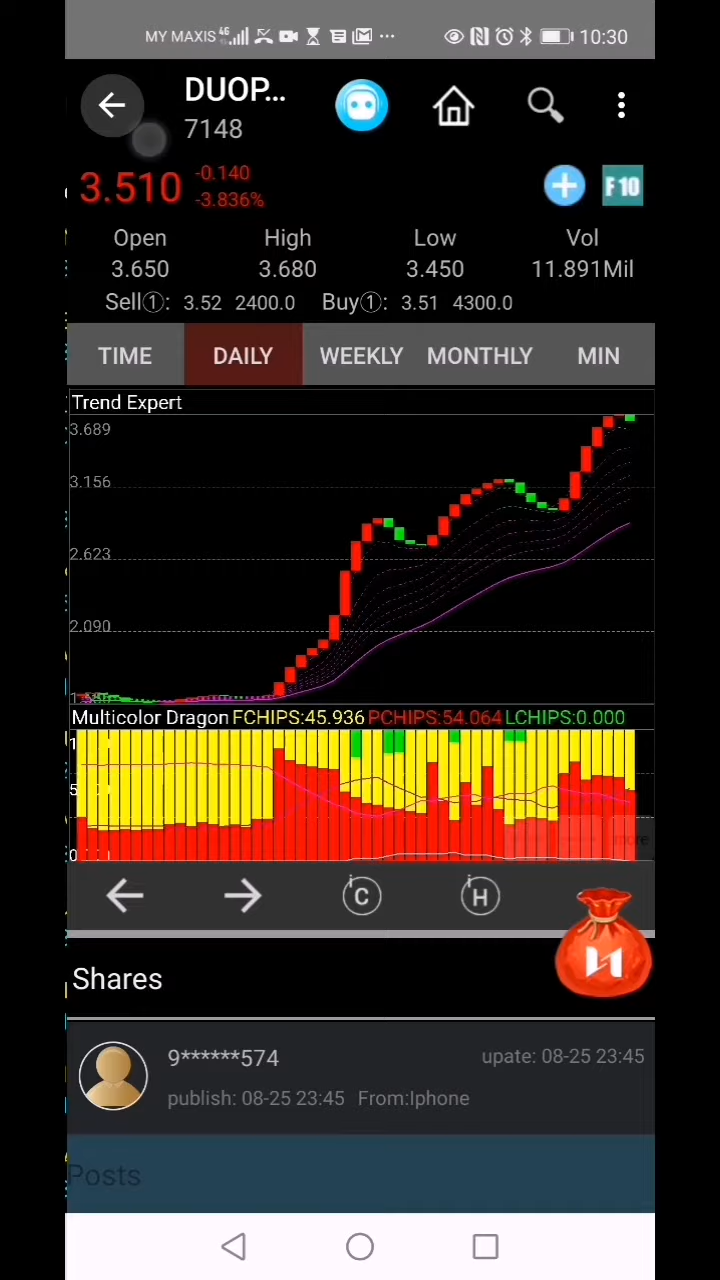 MY MAXIS 4G 10:30
DUOP...
7148
3.510 -0.140
-3.836%
F10
Open High Low Vol
3.650 3.680 3.450 11.891Mil
Sell①: 3.52 2400.0 Buy①: 3.51 4300.0
TIME DAILY WEEKLY MONTHLY MIN
Trend Expert
3.689
3.156
2.623
2.090
Multicolor Dragon FCHIPS:45.936 PCHIPS:54.064 LCHIPS:0.000
more
i C i H
Shares
9******574 upate: 08-25 23:45
publish: 08-25 23:45 From:Iphone
Posts